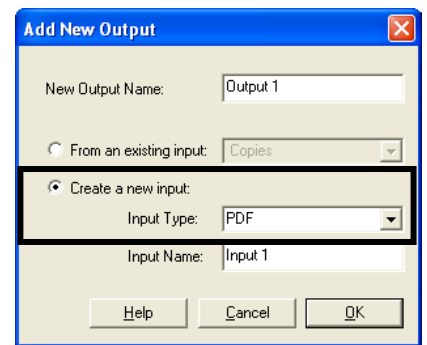 Add New Output
New Output Name: Output 1
From an existing input: Copies
Create a new input:
Input Type: PDF
Input Name: Input 1
Help Cancel OK